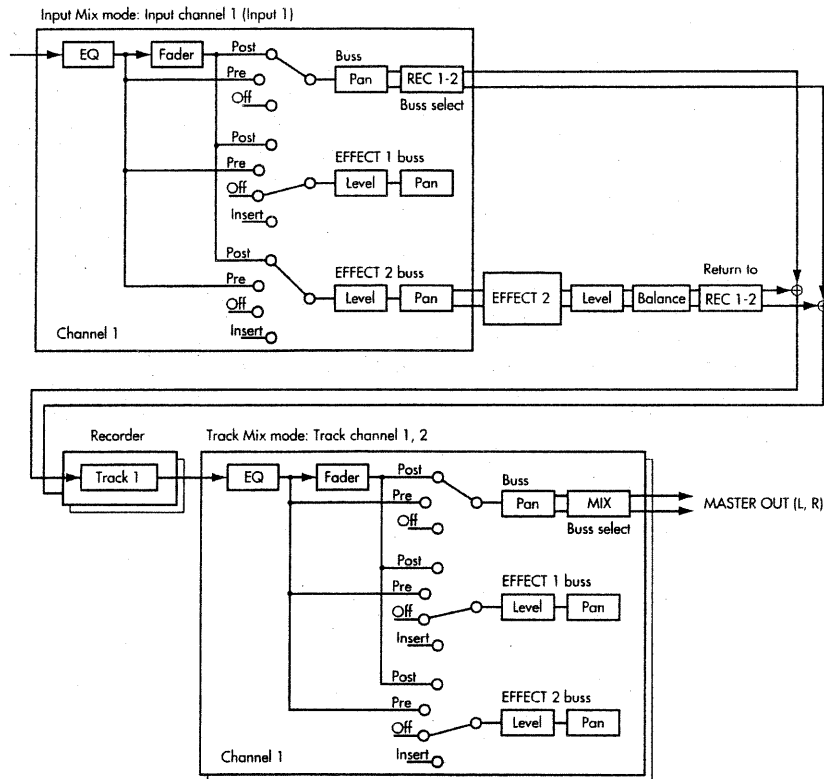 Input Mix mode: Input channel 1 (Input 1)
EQ
Fader
Post
Pre
Off
Buss
Pan
REC 1-2
Buss select
Post
Pre
Off
Insert
EFFECT 1 buss
Level
Pan
Post
Pre
Off
Insert
EFFECT 2 buss
Level
Pan
EFFECT 2
Level
Balance
Return to
REC 1-2
Channel 1
Recorder
Track 1
Track Mix mode: Track channel 1, 2
EQ
Fader
Post
Pre
Off
Buss
Pan
MIX
Buss select
MASTER OUT (L, R)
Post
Pre
Off
Insert
EFFECT 1 buss
Level
Pan
Post
Pre
Off
Insert
EFFECT 2 buss
Level
Pan
Channel 1